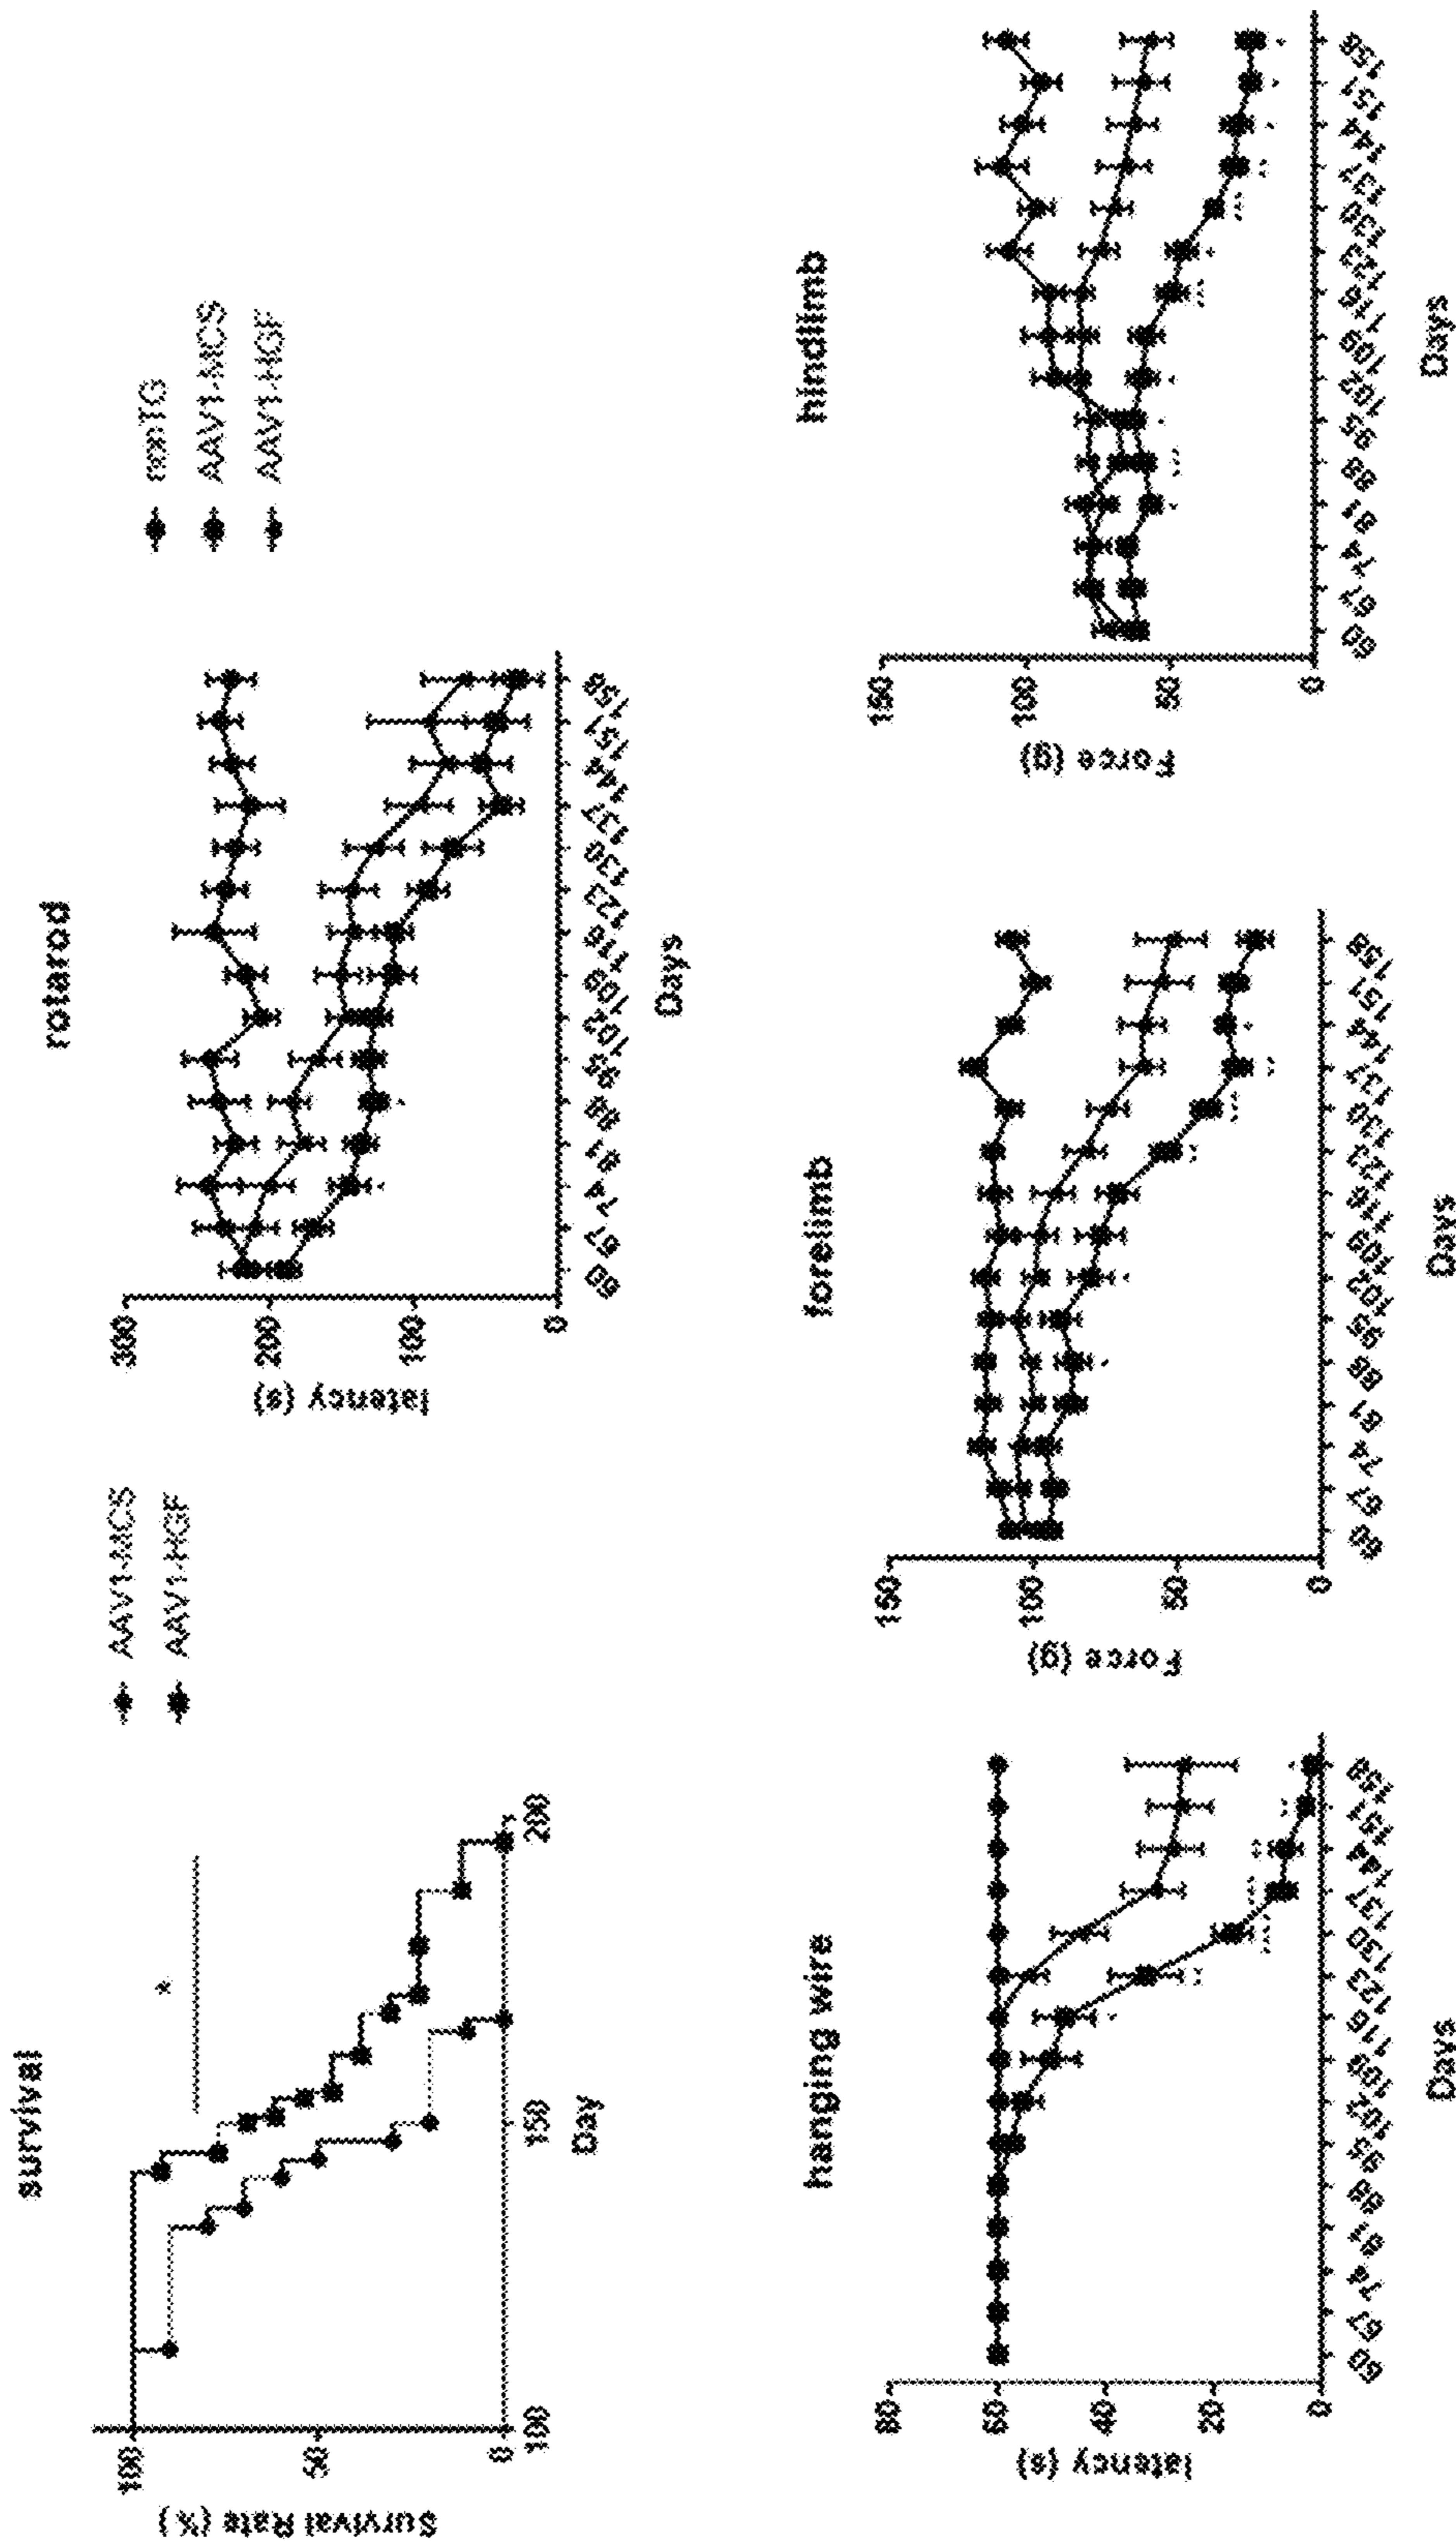 survival
AAV1-MCS
AAV1-HGF
Survival Rate (%)
100
50
0
100
150
200
Day
*
rotarod
nonTG
AAV1-MCS
AAV1-HGF
latency (s)
300
200
100
0
60 67 74 81 88 95 102 109 116 123 130 137 144 151 158
Days
hanging wire
latency (s)
80
60
40
20
0
60 67 74 81 88 95 102 109 116 123 130 137 144 151 158
Days
forelimb
Force (g)
150
100
50
0
60 67 74 81 88 95 102 109 116 123 130 137 144 151 158
Days
hindlimb
Force (g)
150
100
50
0
60 67 74 81 88 95 102 109 116 123 130 137 144 151 158
Days